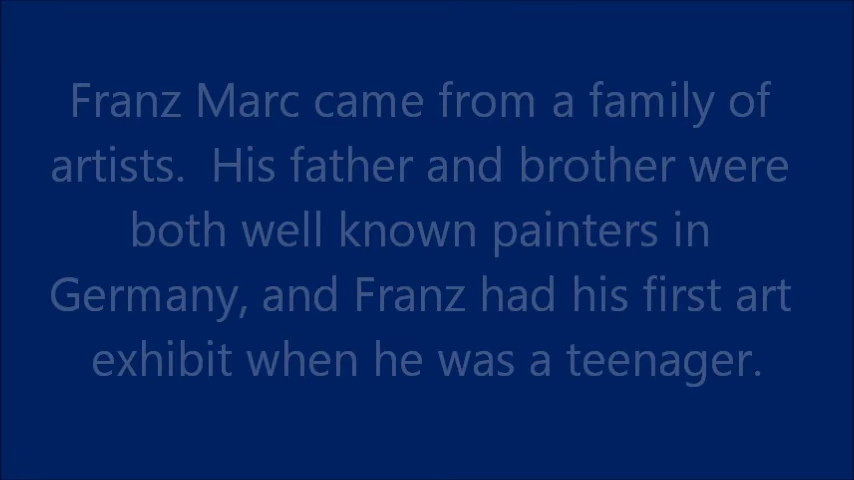 Franz Marc came from a family of
artists.  His father and brother were
both well known painters in
Germany, and Franz had his first art
exhibit when he was a teenager.